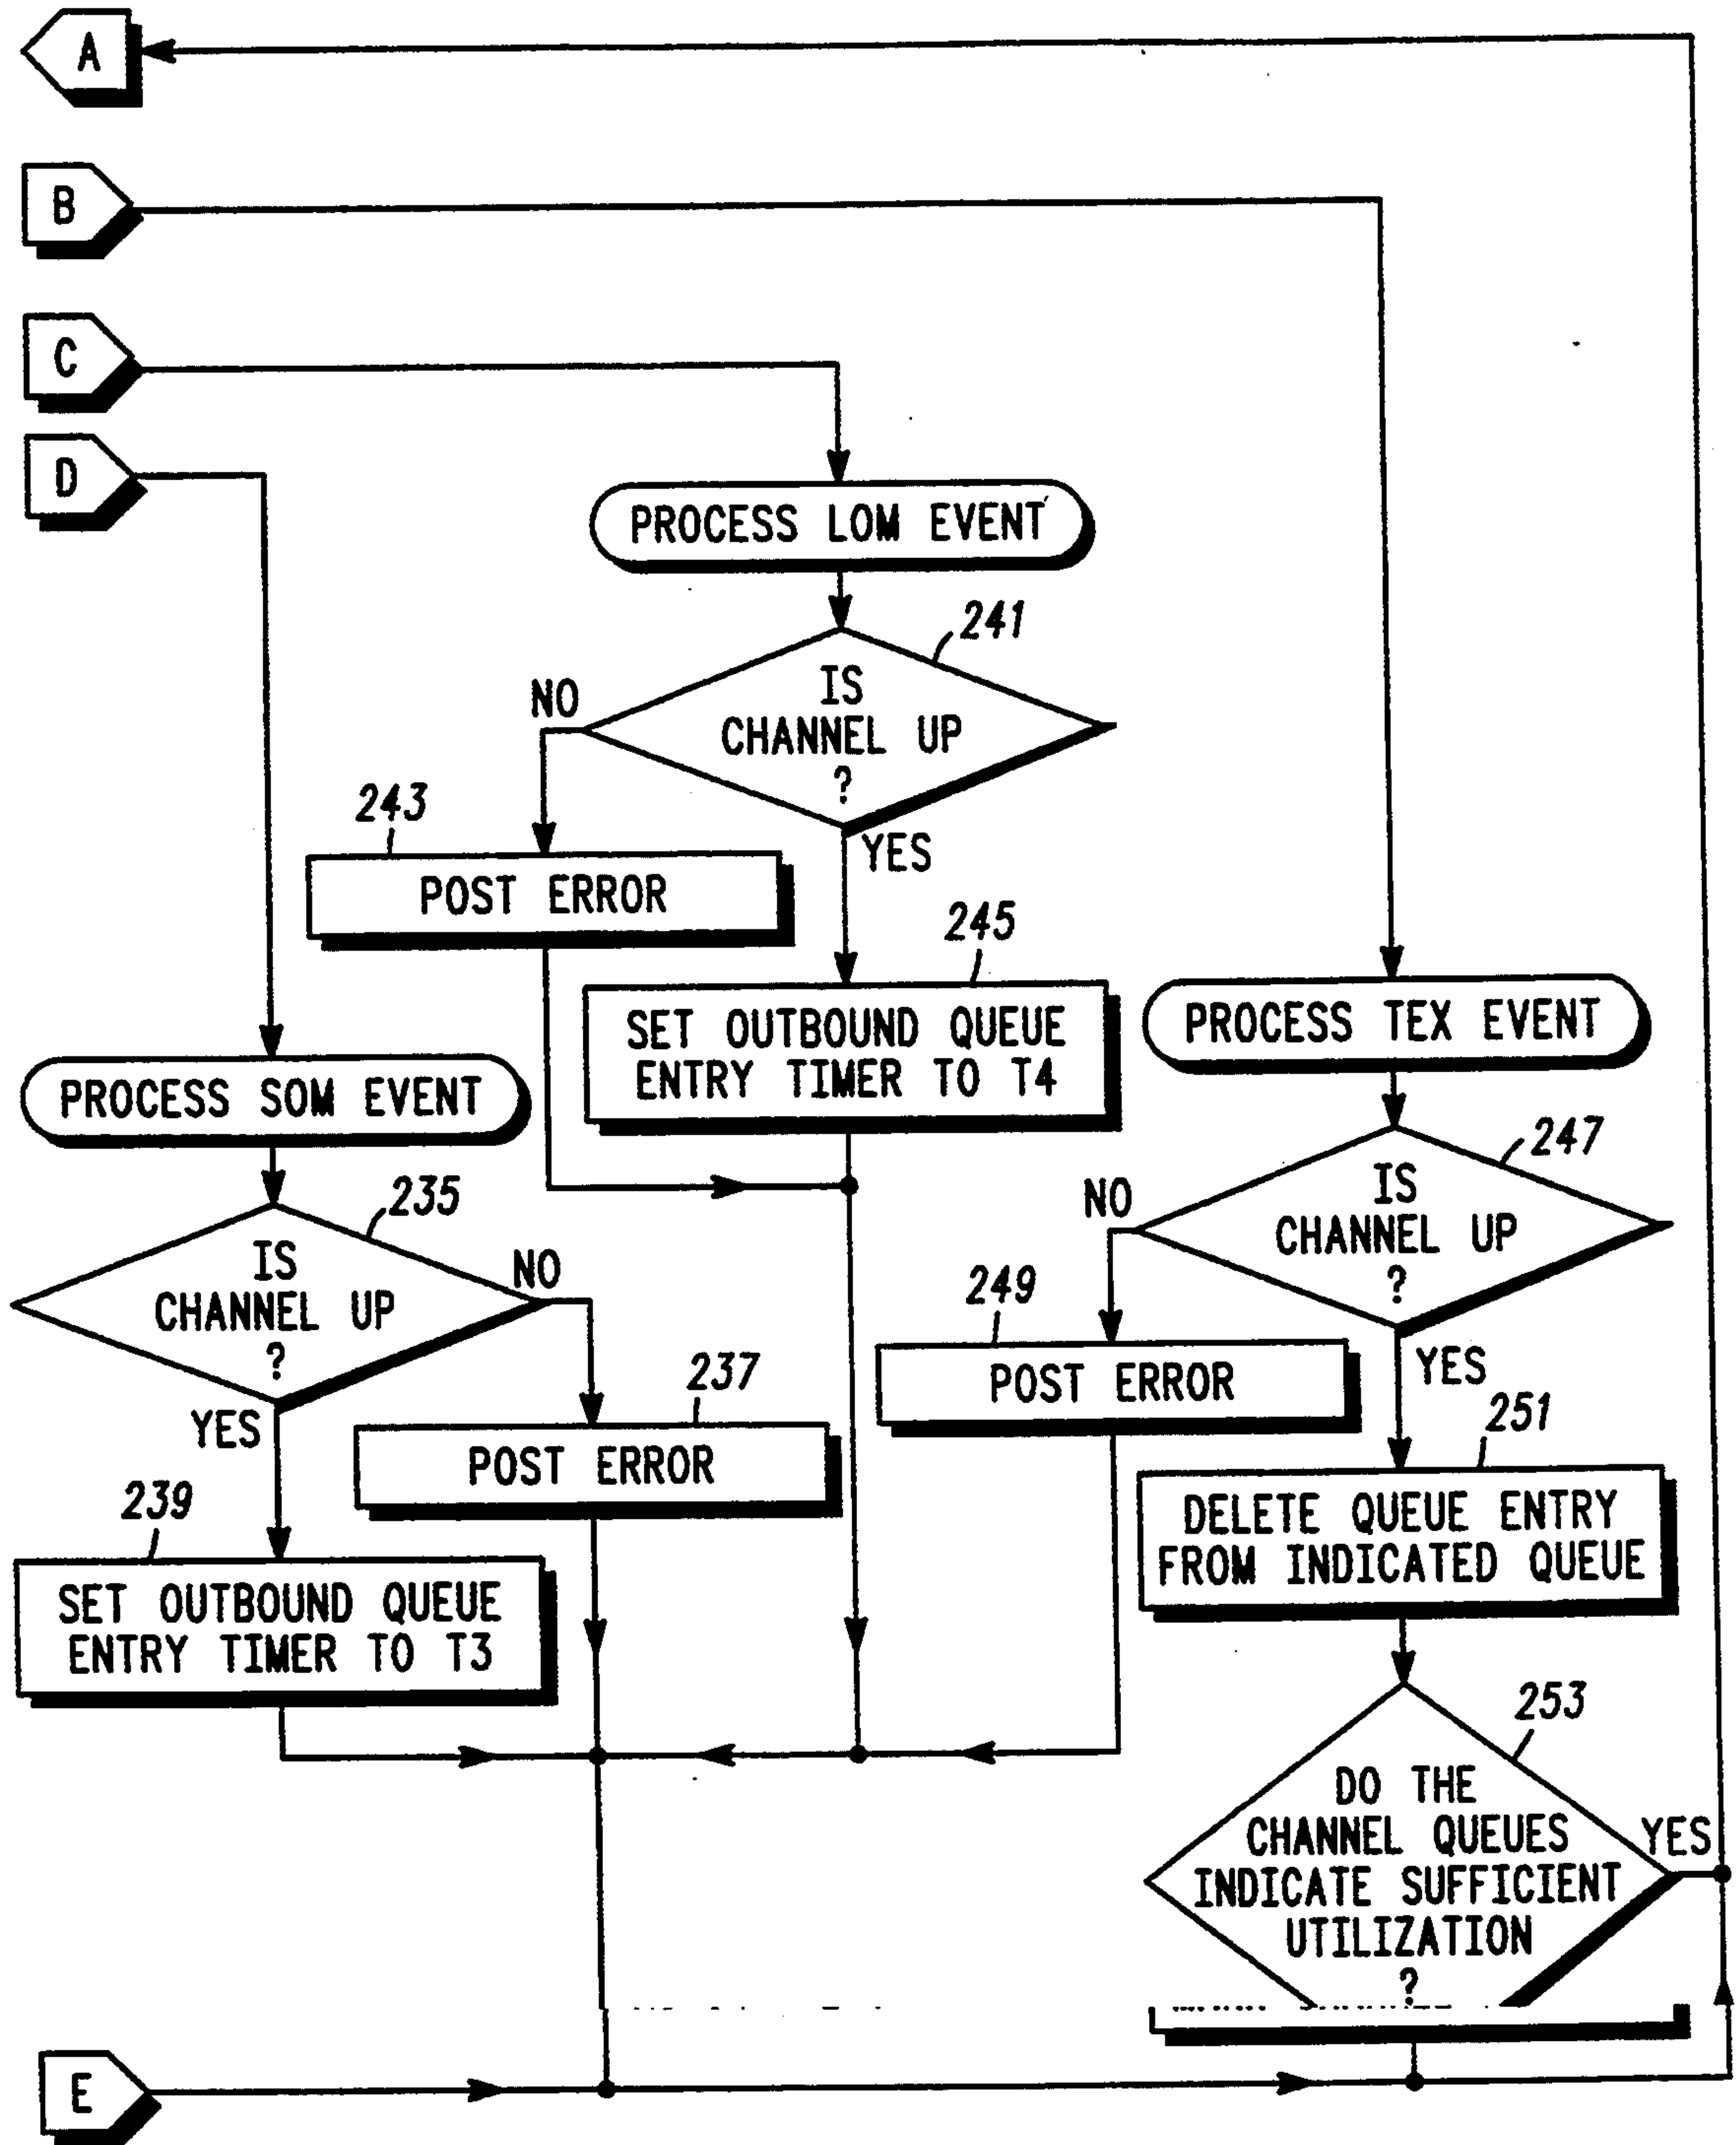 A
B
C
D
PROCESS LOM EVENT
241
IS
CHANNEL UP
?
NO
YES
243
POST ERROR
245
SET OUTBOUND QUEUE
ENTRY TIMER TO T4
PROCESS TEX EVENT
PROCESS SOM EVENT
247
IS
CHANNEL UP
?
NO
YES
235
IS
CHANNEL UP
?
NO
YES
249
POST ERROR
237
POST ERROR
251
DELETE QUEUE ENTRY
FROM INDICATED QUEUE
239
SET OUTBOUND QUEUE
ENTRY TIMER TO T3
253
DO THE
CHANNEL QUEUES
INDICATE SUFFICIENT
UTILIZATION
?
YES
E